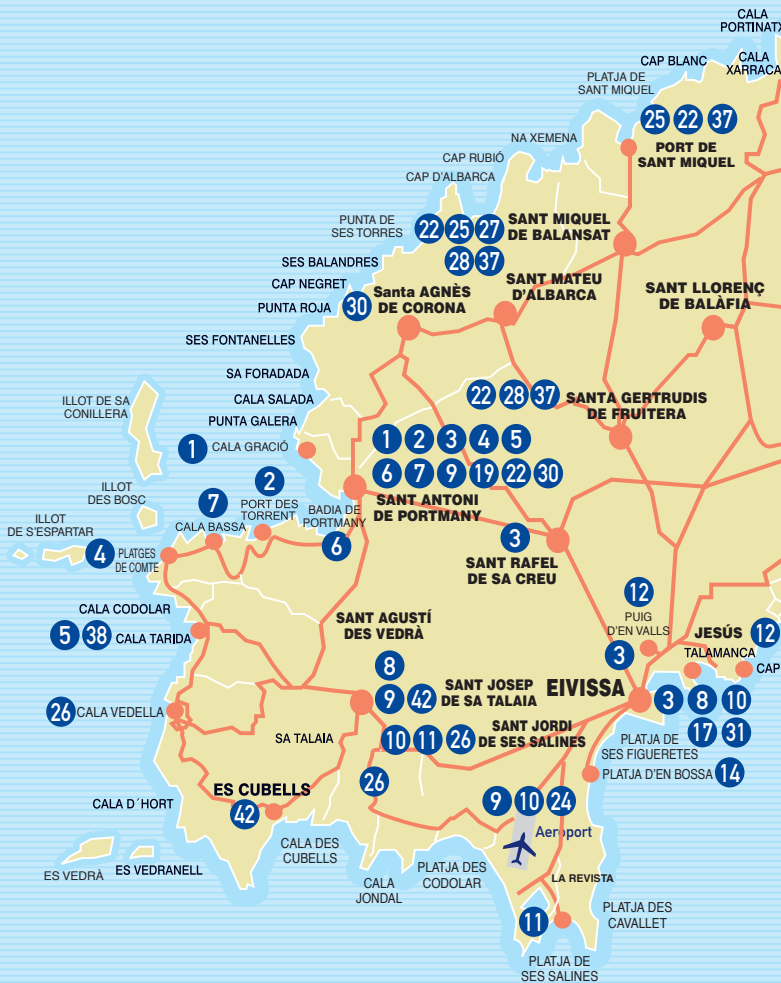 CALA
PORTINATX
CAP BLANC
CALA
XARRACA
PLATJA DE
SANT MIQUEL
25 22 37
PORT DE
SANT MIQUEL
NA XEMENA
CAP RUBIÓ
CAP D'ALBARCA
PUNTA DE
SES TORRES
22 25 27
28 37
SANT MIQUEL
DE BALANSAT
SES BALANDRES
CAP NEGRET
PUNTA ROJA
30
Santa AGNÈS
DE CORONA
SANT MATEU
D'ALBARCA
SANT LLORENÇ
DE BALÀFIA
SES FONTANELLES
SA FORADADA
CALA SALADA
PUNTA GALERA
ILLOT DE SA
CONILLERA
22 28 37
SANTA GERTRUDIS
DE FRUITERA
1 CALA GRACIÓ
1 2 3 4 5
6 7 9 19 22 30
SANT ANTONI
DE PORTMANY
ILLOT
DES BOSC
7
CALA BASSA
2
PORT DES
TORRENT
BADIA DE
PORTMANY
6
ILLOT
DE S'ESPARTAR
4 PLATGES
DE COMTE
3
SANT RAFEL
DE SA CREU
CALA CODOLAR
5 38 CALA TARIDA
12
PUIG
D'EN VALLS
3
JESÚS 12
TALAMANCA
CAP
SANT AGUSTÍ
DES VEDRÀ
8
9 42
SANT JOSEP
DE SA TALAIA
EIVISSA
3 8 10
17 31
26 CALA VEDELLA
SA TALAIA
10 11 26
SANT JORDI
DE SES SALINES
PLATJA DE
SES FIGUERETES
PLATJA D'EN BOSSA 14
26
ES CUBELLS
42
CALA D´HORT
9 10 24
Aeroport
CALA DES
CUBELLS
ES VEDRÀ
ES VEDRANELL
CALA
JONDAL
PLATJA DES
CODOLAR
LA REVISTA
11
PLATJA DES
CAVALLET
PLATJA DE
SES SALINES